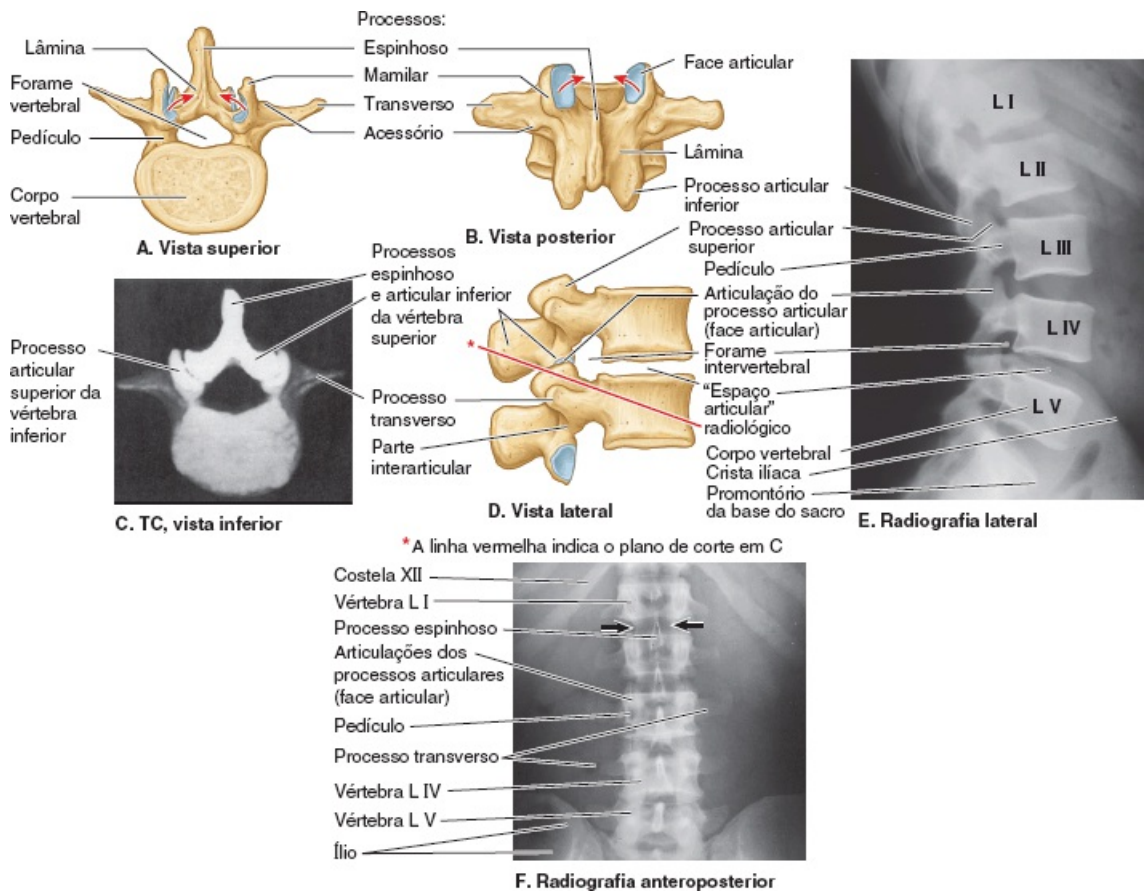 Processos:
Lâmina
Forame
vertebral
Pedículo
Corpo
vertebral
A. Vista superior
Espinhoso
Mamilar
Transverso
Acessório
Face articular
Lâmina
Processo articular
inferior
B. Vista posterior
Processo articular
superior
Pedículo
Articulação do
processo articular
(face articular)
Forame
intervertebral
"Espaço
articular"
radiológico
Corpo vertebral
Crista ilíaca
Promontório
da base do sacro
L I
L II
L III
L IV
L V
E. Radiografia lateral
Processos
espinhoso
e articular inferior
da vértebra
superior
Processo
articular
superior da
vértebra
inferior
Processo
transverso
Parte
interarticular
*
C. TC, vista inferior
D. Vista lateral
*A linha vermelha indica o plano de corte em C
Costela XII
Vértebra L I
Processo espinhoso
Articulações dos
processos articulares
(face articular)
Pedículo
Processo transverso
Vértebra L IV
Vértebra L V
Ílio
F. Radiografia anteroposterior